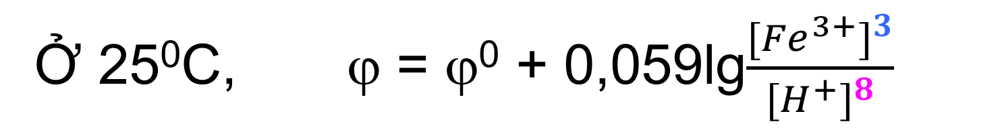 Ở 25⁰C, φ = φ⁰ + 0,059lg [Fe³⁺]³ / [H⁺]⁸